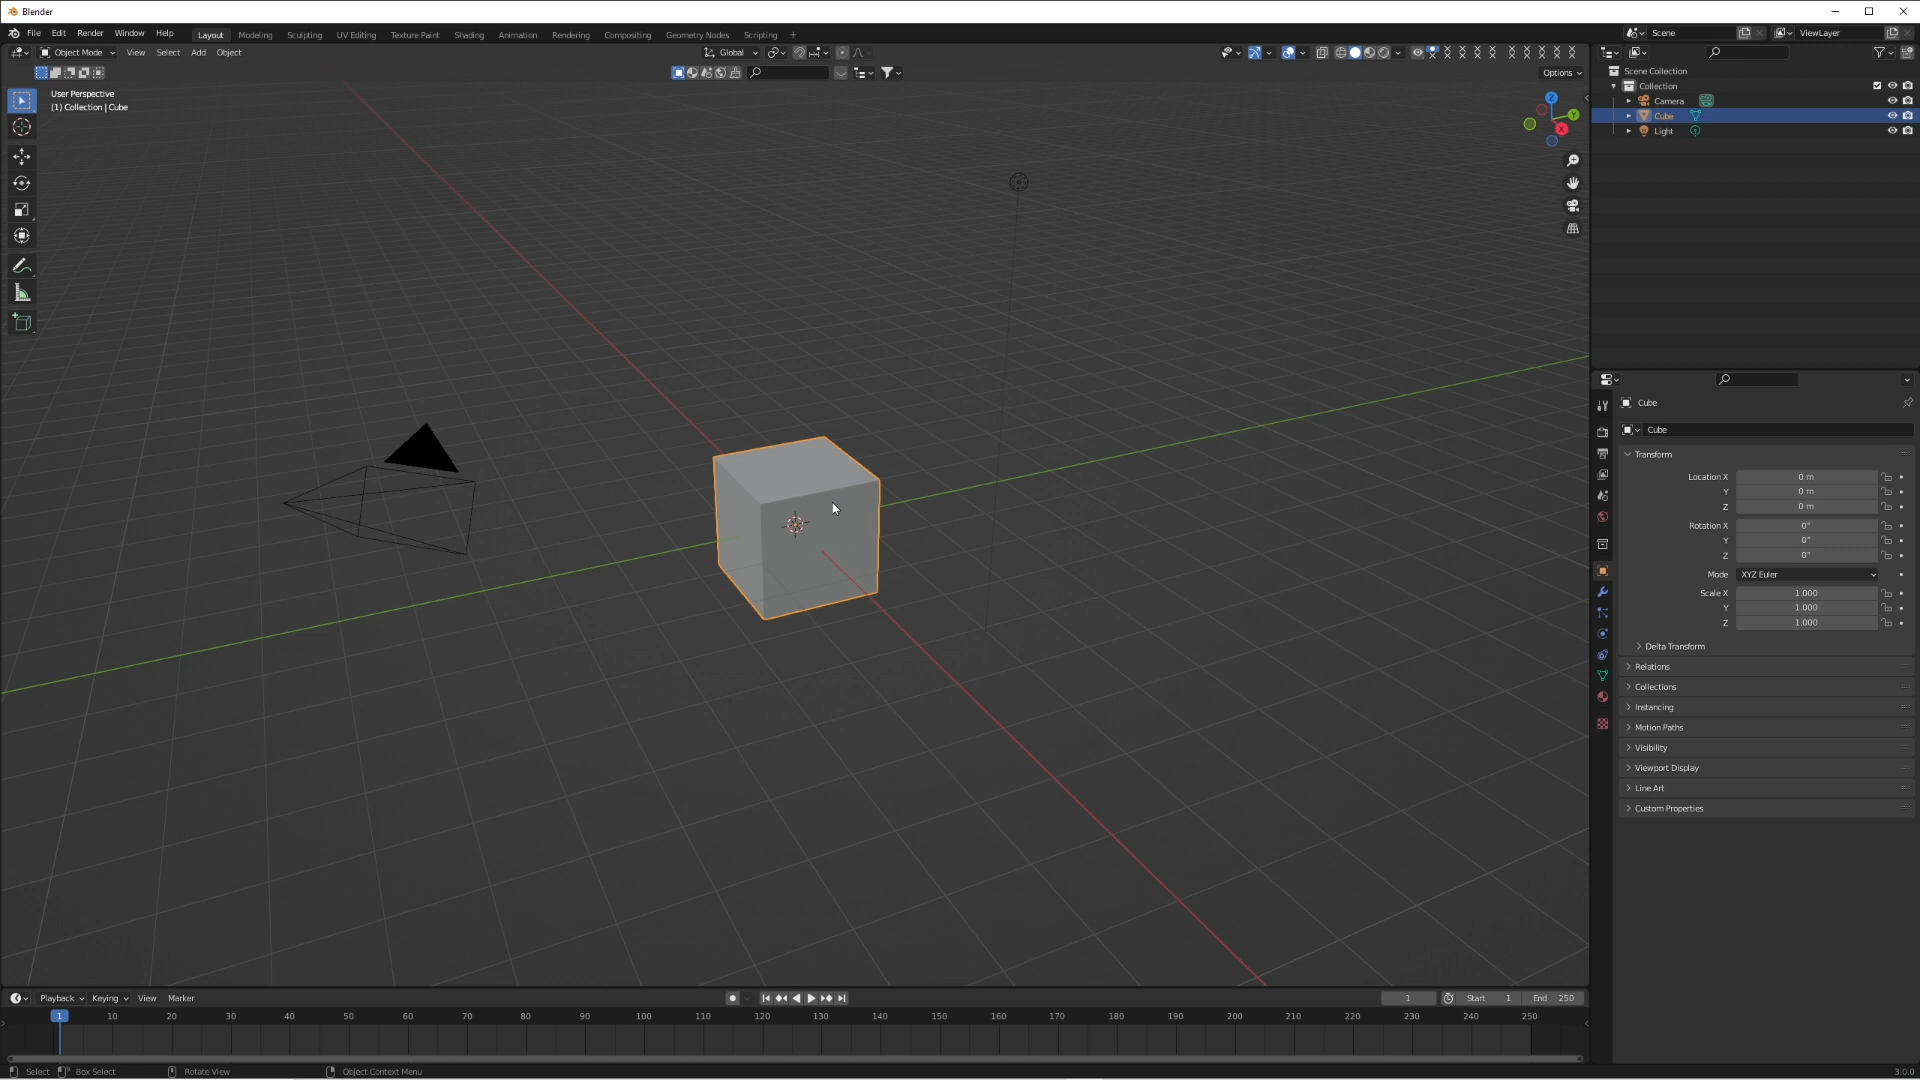 Blender
File Edit Render Window Help Layout Modeling Sculpting UV Editing Texture Paint Shading Animation Rendering Compositing Geometry Nodes Scripting +
Scene
ViewLayer
Object Mode View Select Add Object
Global
Options
User Perspective
(1) Collection | Cube
Z
Y
X
Scene Collection
Collection
Camera
Cube
Light
Cube
Cube
Transform
Location X 0 m
Y 0 m
Z 0 m
Rotation X 0°
Y 0°
Z 0°
Mode XYZ Euler
Scale X 1.000
Y 1.000
Z 1.000
Delta Transform
Relations
Collections
Instancing
Motion Paths
Visibility
Viewport Display
Line Art
Custom Properties
Playback Keying View Marker
1 Start 1 End 250
1 10 20 30 40 50 60 70 80 90 100 110 120 130 140 150 160 170 180 190 200 210 220 230 240 250
Select Box Select Rotate View Object Context Menu
3.0.0